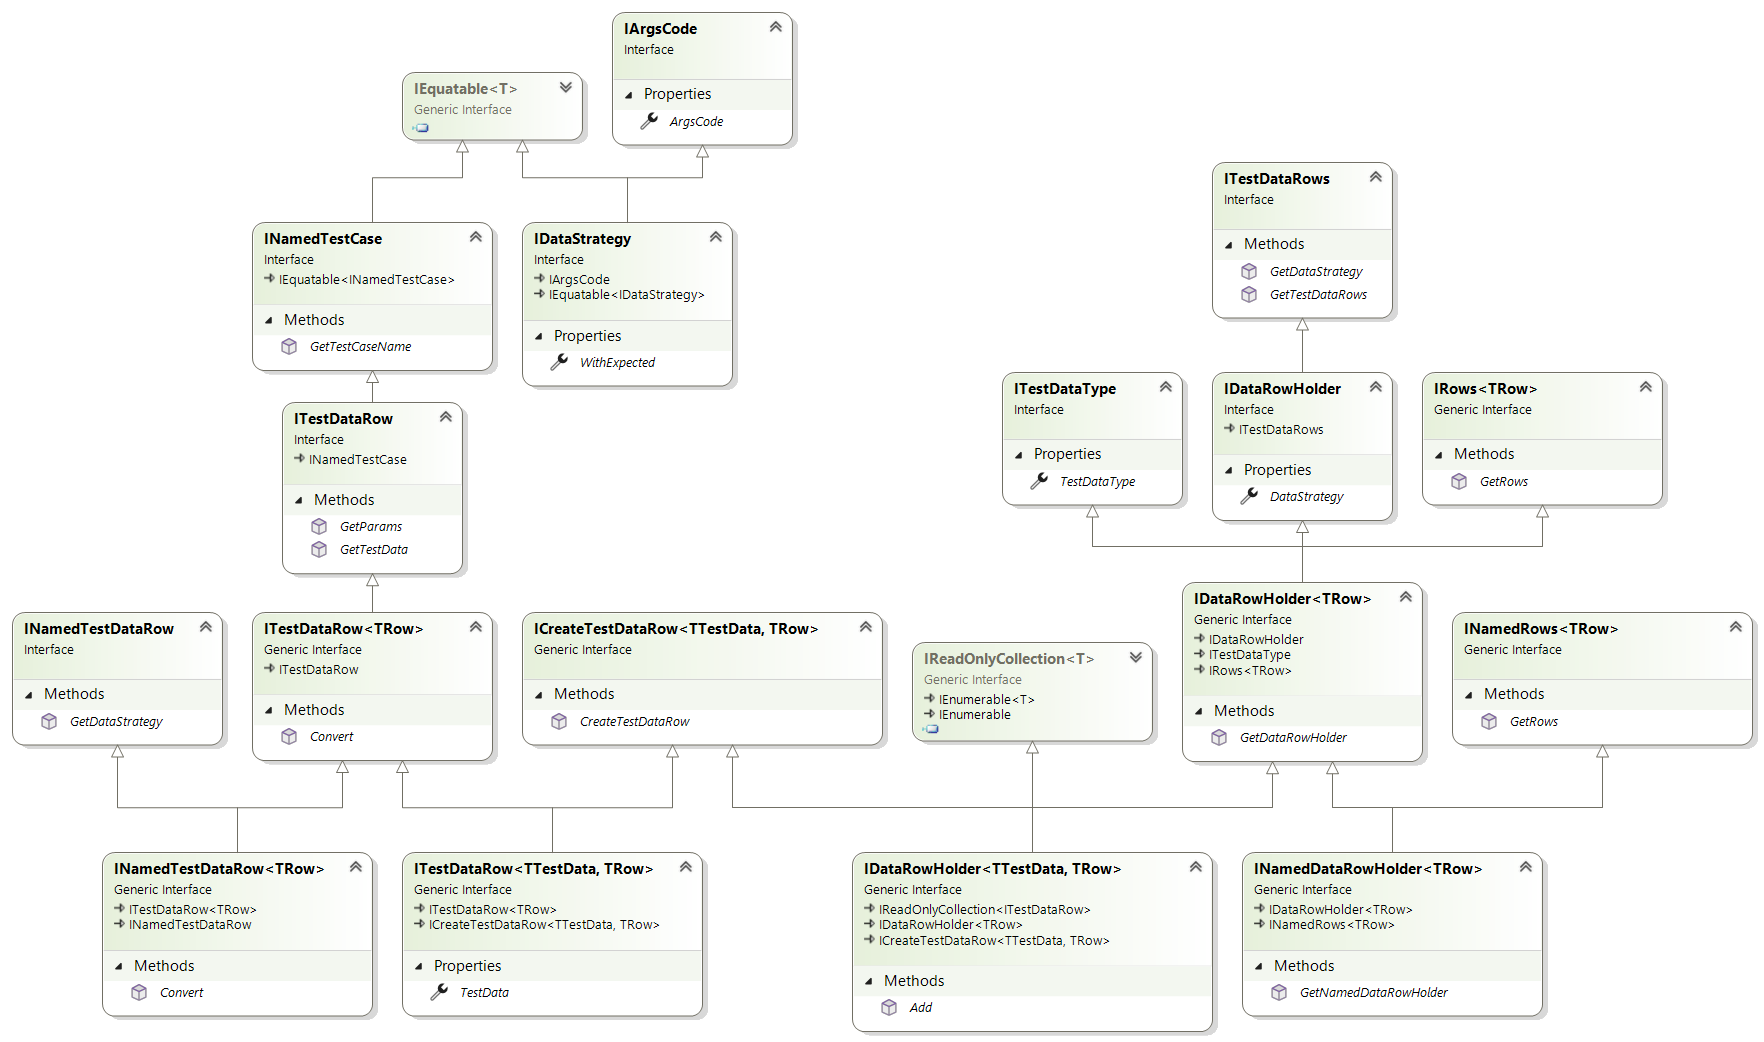 IArgsCode
Interface
Properties
ArgsCode
IEquatable<T>
Generic Interface
ITestDataRows
Interface
Methods
GetDataStrategy
GetTestDataRows
INamedTestCase
Interface
IEquatable<INamedTestCase>
Methods
GetTestCaseName
IDataStrategy
Interface
IArgsCode
IEquatable<IDataStrategy>
Properties
WithExpected
ITestDataType
Interface
Properties
TestDataType
IDataRowHolder
Interface
ITestDataRows
Properties
DataStrategy
IRows<TRow>
Generic Interface
Methods
GetRows
ITestDataRow
Interface
INamedTestCase
Methods
GetParams
GetTestData
INamedTestDataRow
Interface
Methods
GetDataStrategy
ITestDataRow<TRow>
Generic Interface
ITestDataRow
Methods
Convert
ICreateTestDataRow<TTestData, TRow>
Generic Interface
Methods
CreateTestDataRow
IReadOnlyCollection<T>
Generic Interface
IEnumerable<T>
IEnumerable
IDataRowHolder<TRow>
Generic Interface
IDataRowHolder
ITestDataType
IRows<TRow>
Methods
GetDataRowHolder
INamedRows<TRow>
Generic Interface
Methods
GetRows
INamedTestDataRow<TRow>
Generic Interface
ITestDataRow<TRow>
INamedTestDataRow
Methods
Convert
ITestDataRow<TTestData, TRow>
Generic Interface
ITestDataRow<TRow>
ICreateTestDataRow<TTestData, TRow>
Properties
TestData
IDataRowHolder<TTestData, TRow>
Generic Interface
IReadOnlyCollection<ITestDataRow>
IDataRowHolder<TRow>
ICreateTestDataRow<TTestData, TRow>
Methods
Add
INamedDataRowHolder<TRow>
Generic Interface
IDataRowHolder<TRow>
INamedRows<TRow>
Methods
GetNamedDataRowHolder